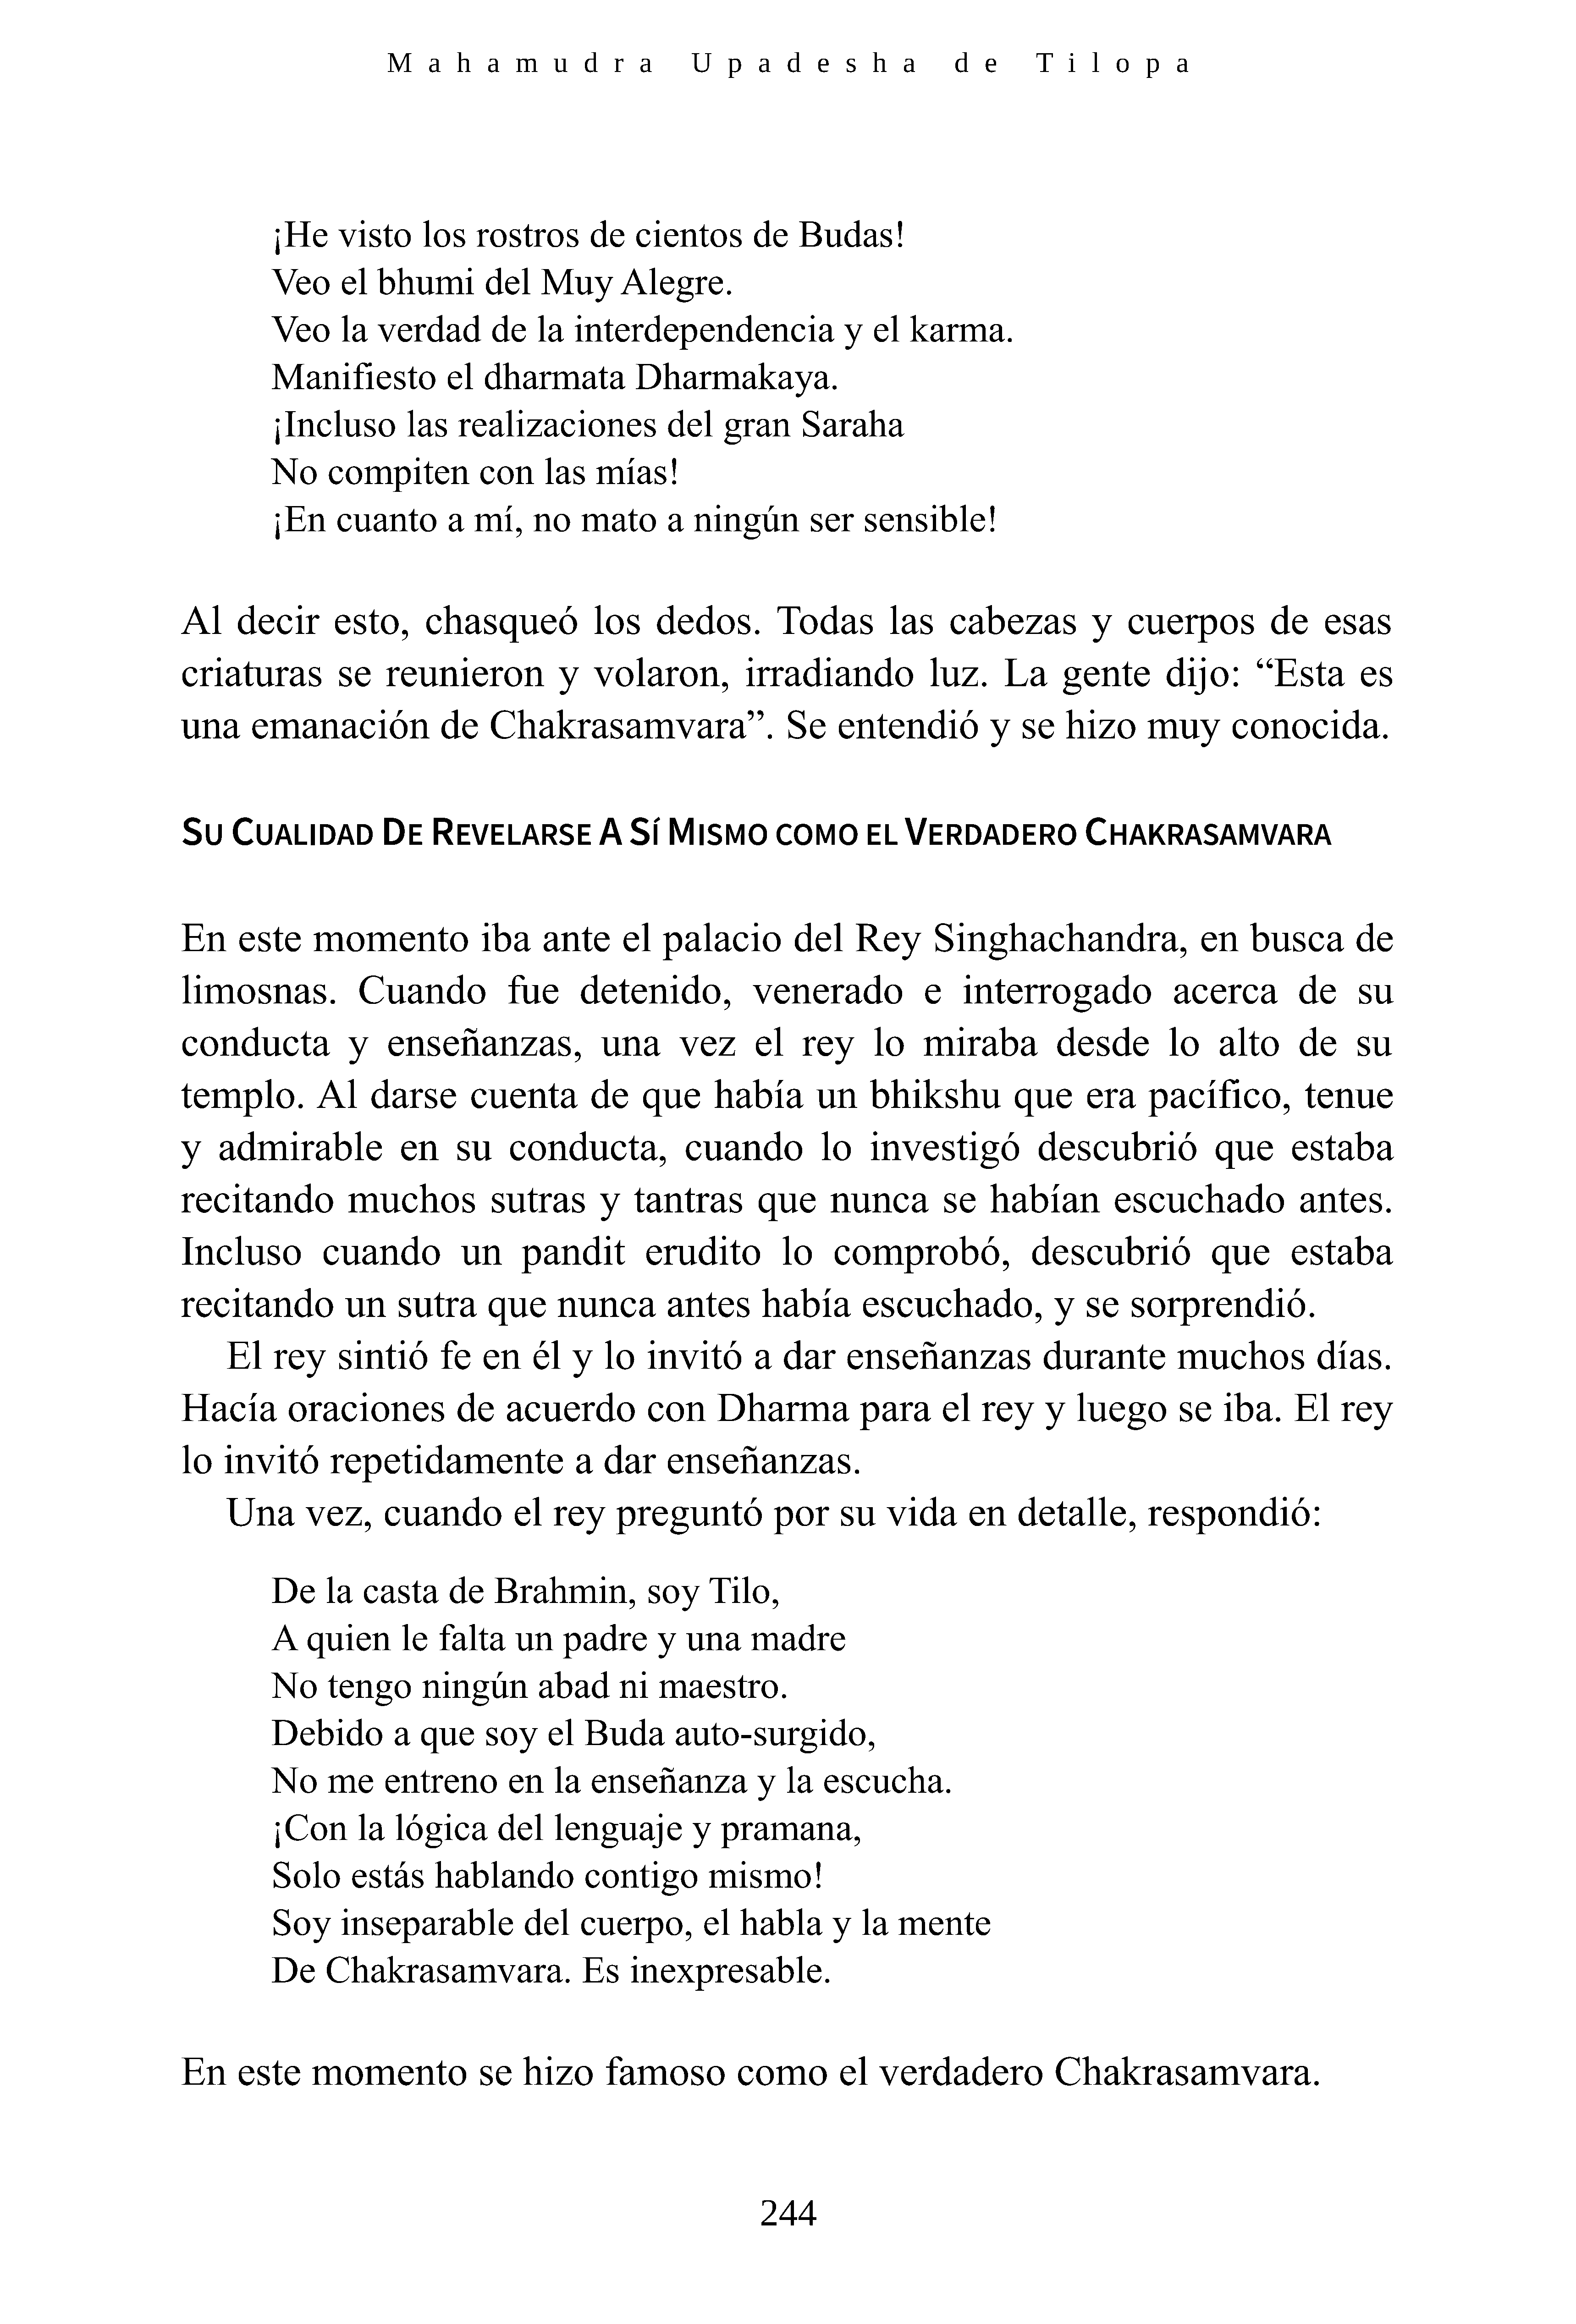 Mahamudra Upadesha de Tilopa
¡He visto los rostros de cientos de Budas!
Veo el bhumi del Muy Alegre.
Veo la verdad de la interdependencia y el karma.
Manifiesto el dharmata Dharmakaya.
¡Incluso las realizaciones del gran Saraha
No compiten con las mías!
¡En cuanto a mí, no mato a ningún ser sensible!
Al decir esto, chasqueó los dedos. Todas las cabezas y cuerpos de esas
criaturas se reunieron y volaron, irradiando luz. La gente dijo: “Esta es
una emanación de Chakrasamvara”. Se entendió y se hizo muy conocida.
Su Cualidad De Revelarse A Sí Mismo como el Verdadero Chakrasamvara
En este momento iba ante el palacio del Rey Singhachandra, en busca de
limosnas. Cuando fue detenido, venerado e interrogado acerca de su
conducta y enseñanzas, una vez el rey lo miraba desde lo alto de su
templo. Al darse cuenta de que había un bhikshu que era pacífico, tenue
y admirable en su conducta, cuando lo investigó descubrió que estaba
recitando muchos sutras y tantras que nunca se habían escuchado antes.
Incluso cuando un pandit erudito lo comprobó, descubrió que estaba
recitando un sutra que nunca antes había escuchado, y se sorprendió.
El rey sintió fe en él y lo invitó a dar enseñanzas durante muchos días.
Hacía oraciones de acuerdo con Dharma para el rey y luego se iba. El rey
lo invitó repetidamente a dar enseñanzas.
Una vez, cuando el rey preguntó por su vida en detalle, respondió:
De la casta de Brahmin, soy Tilo,
A quien le falta un padre y una madre
No tengo ningún abad ni maestro.
Debido a que soy el Buda auto-surgido,
No me entreno en la enseñanza y la escucha.
¡Con la lógica del lenguaje y pramana,
Solo estás hablando contigo mismo!
Soy inseparable del cuerpo, el habla y la mente
De Chakrasamvara. Es inexpresable.
En este momento se hizo famoso como el verdadero Chakrasamvara.
244